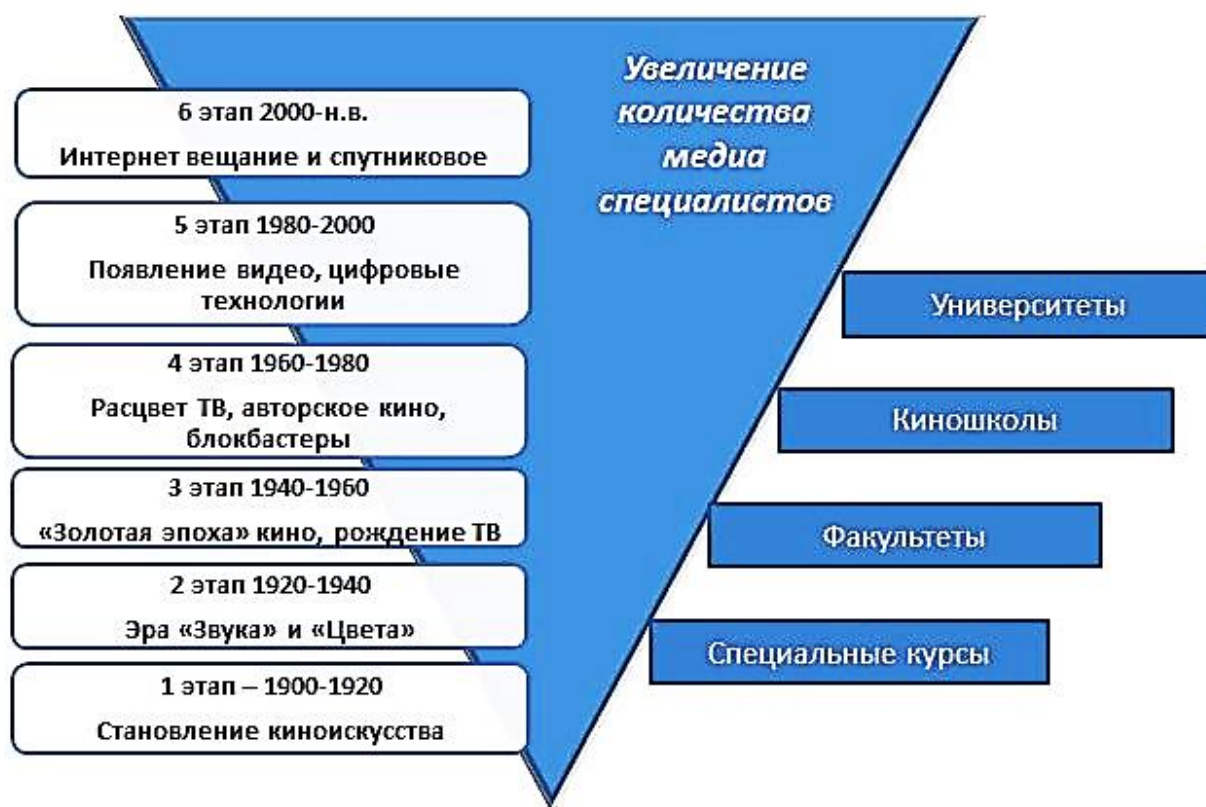 Увеличение
количества
медиа
специалистов
6 этап 2000-н.в.
Интернет вещание и спутниковое
5 этап 1980-2000
Появление видео, цифровые
технологии
4 этап 1960-1980
Расцвет ТВ, авторское кино,
блокбастеры
3 этап 1940-1960
«Золотая эпоха» кино, рождение ТВ
2 этап 1920-1940
Эра «Звука» и «Цвета»
1 этап – 1900-1920
Становление киноискусства
Университеты
Киношколы
Факультеты
Специальные курсы